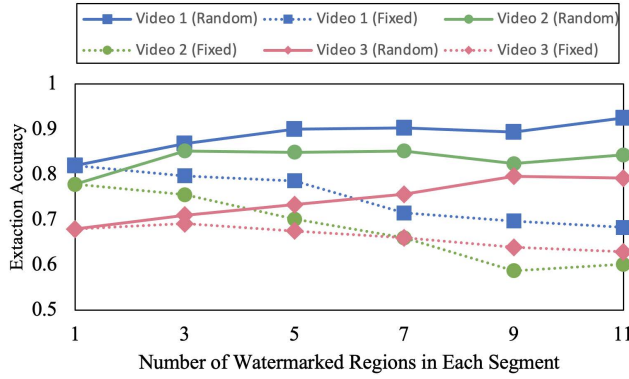 Video 1 (Random) Video 1 (Fixed) Video 2 (Random)
Video 2 (Fixed) Video 3 (Random) Video 3 (Fixed)
1
0.9
0.8
0.7
0.6
0.5
Extaction Accuracy
1 3 5 7 9 11
Number of Watermarked Regions in Each Segment